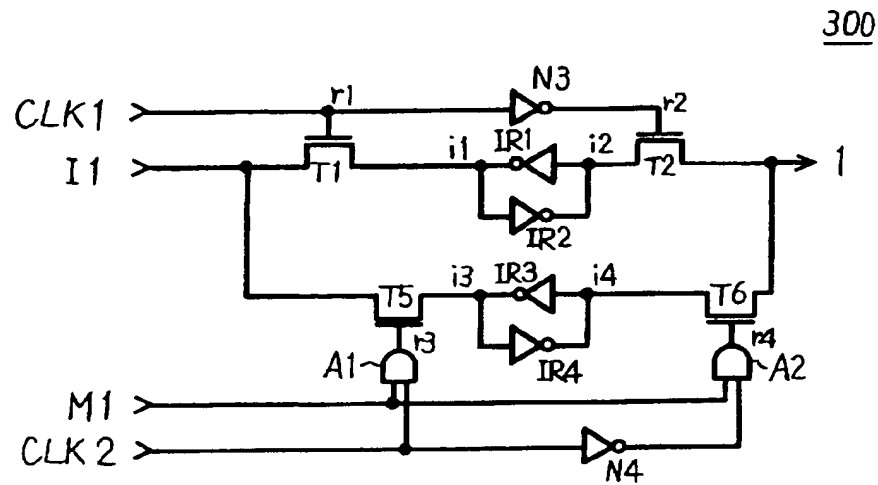 300
CLK1
r1
N3
r2
I1
T1
i1
IR1
i2
T2
1
IR2
T5
i3
IR3
i4
T6
r3
r4
A1
IR4
A2
M1
CLK2
N4